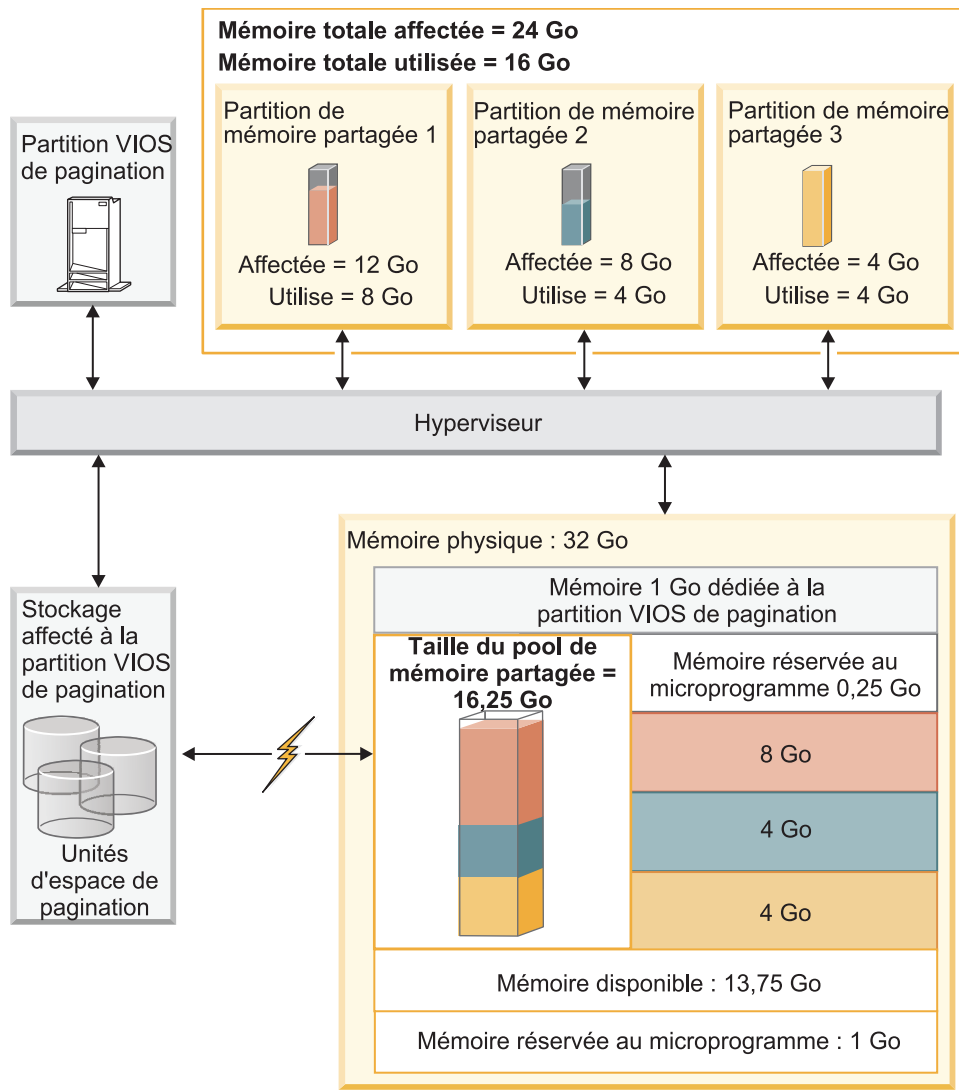 Mémoire totale affectée = 24 Go
Mémoire totale utilisée = 16 Go
Partition VIOS
de pagination
Partition de
mémoire partagée 1
Affectée = 12 Go
Utilise = 8 Go
Partition de mémoire
partagée 2
Affectée = 8 Go
Utilise = 4 Go
Partition de mémoire
partagée 3
Affectée = 4 Go
Utilise = 4 Go
Hyperviseur
Stockage
affecté à la
partition VIOS
de pagination
Unités
d'espace de
pagination
Mémoire physique : 32 Go
Mémoire 1 Go dédiée à la
partition VIOS de pagination
Taille du pool de
mémoire partagée =
16,25 Go
Mémoire réservée au
microprogramme 0,25 Go
8 Go
4 Go
4 Go
Mémoire disponible : 13,75 Go
Mémoire réservée au microprogramme : 1 Go